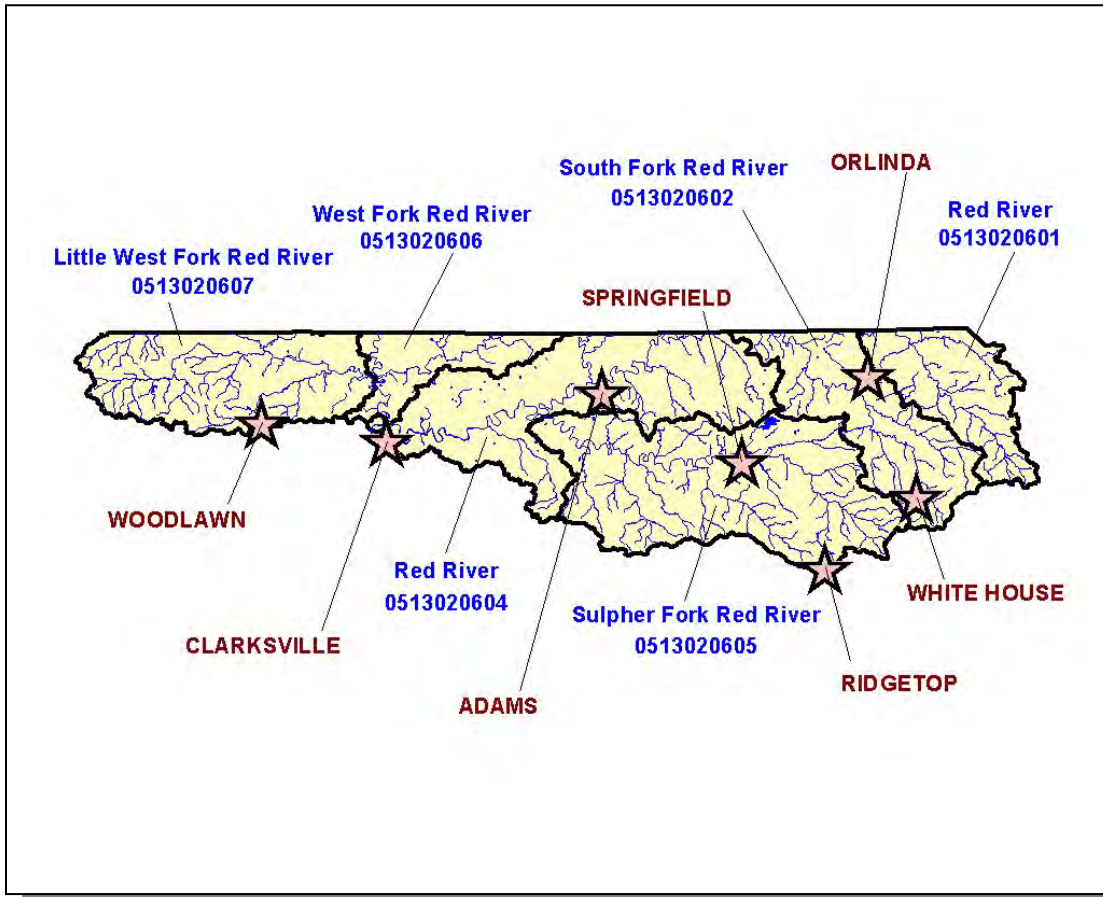 South Fork Red River
0513020602
ORLINDA
West Fork Red River
0513020606
Red River
0513020601
Little West Fork Red River
0513020607
SPRINGFIELD
WOODLAWN
Red River
0513020604
Sulpher Fork Red River
0513020605
WHITE HOUSE
CLARKSVILLE
RIDGETOP
ADAMS